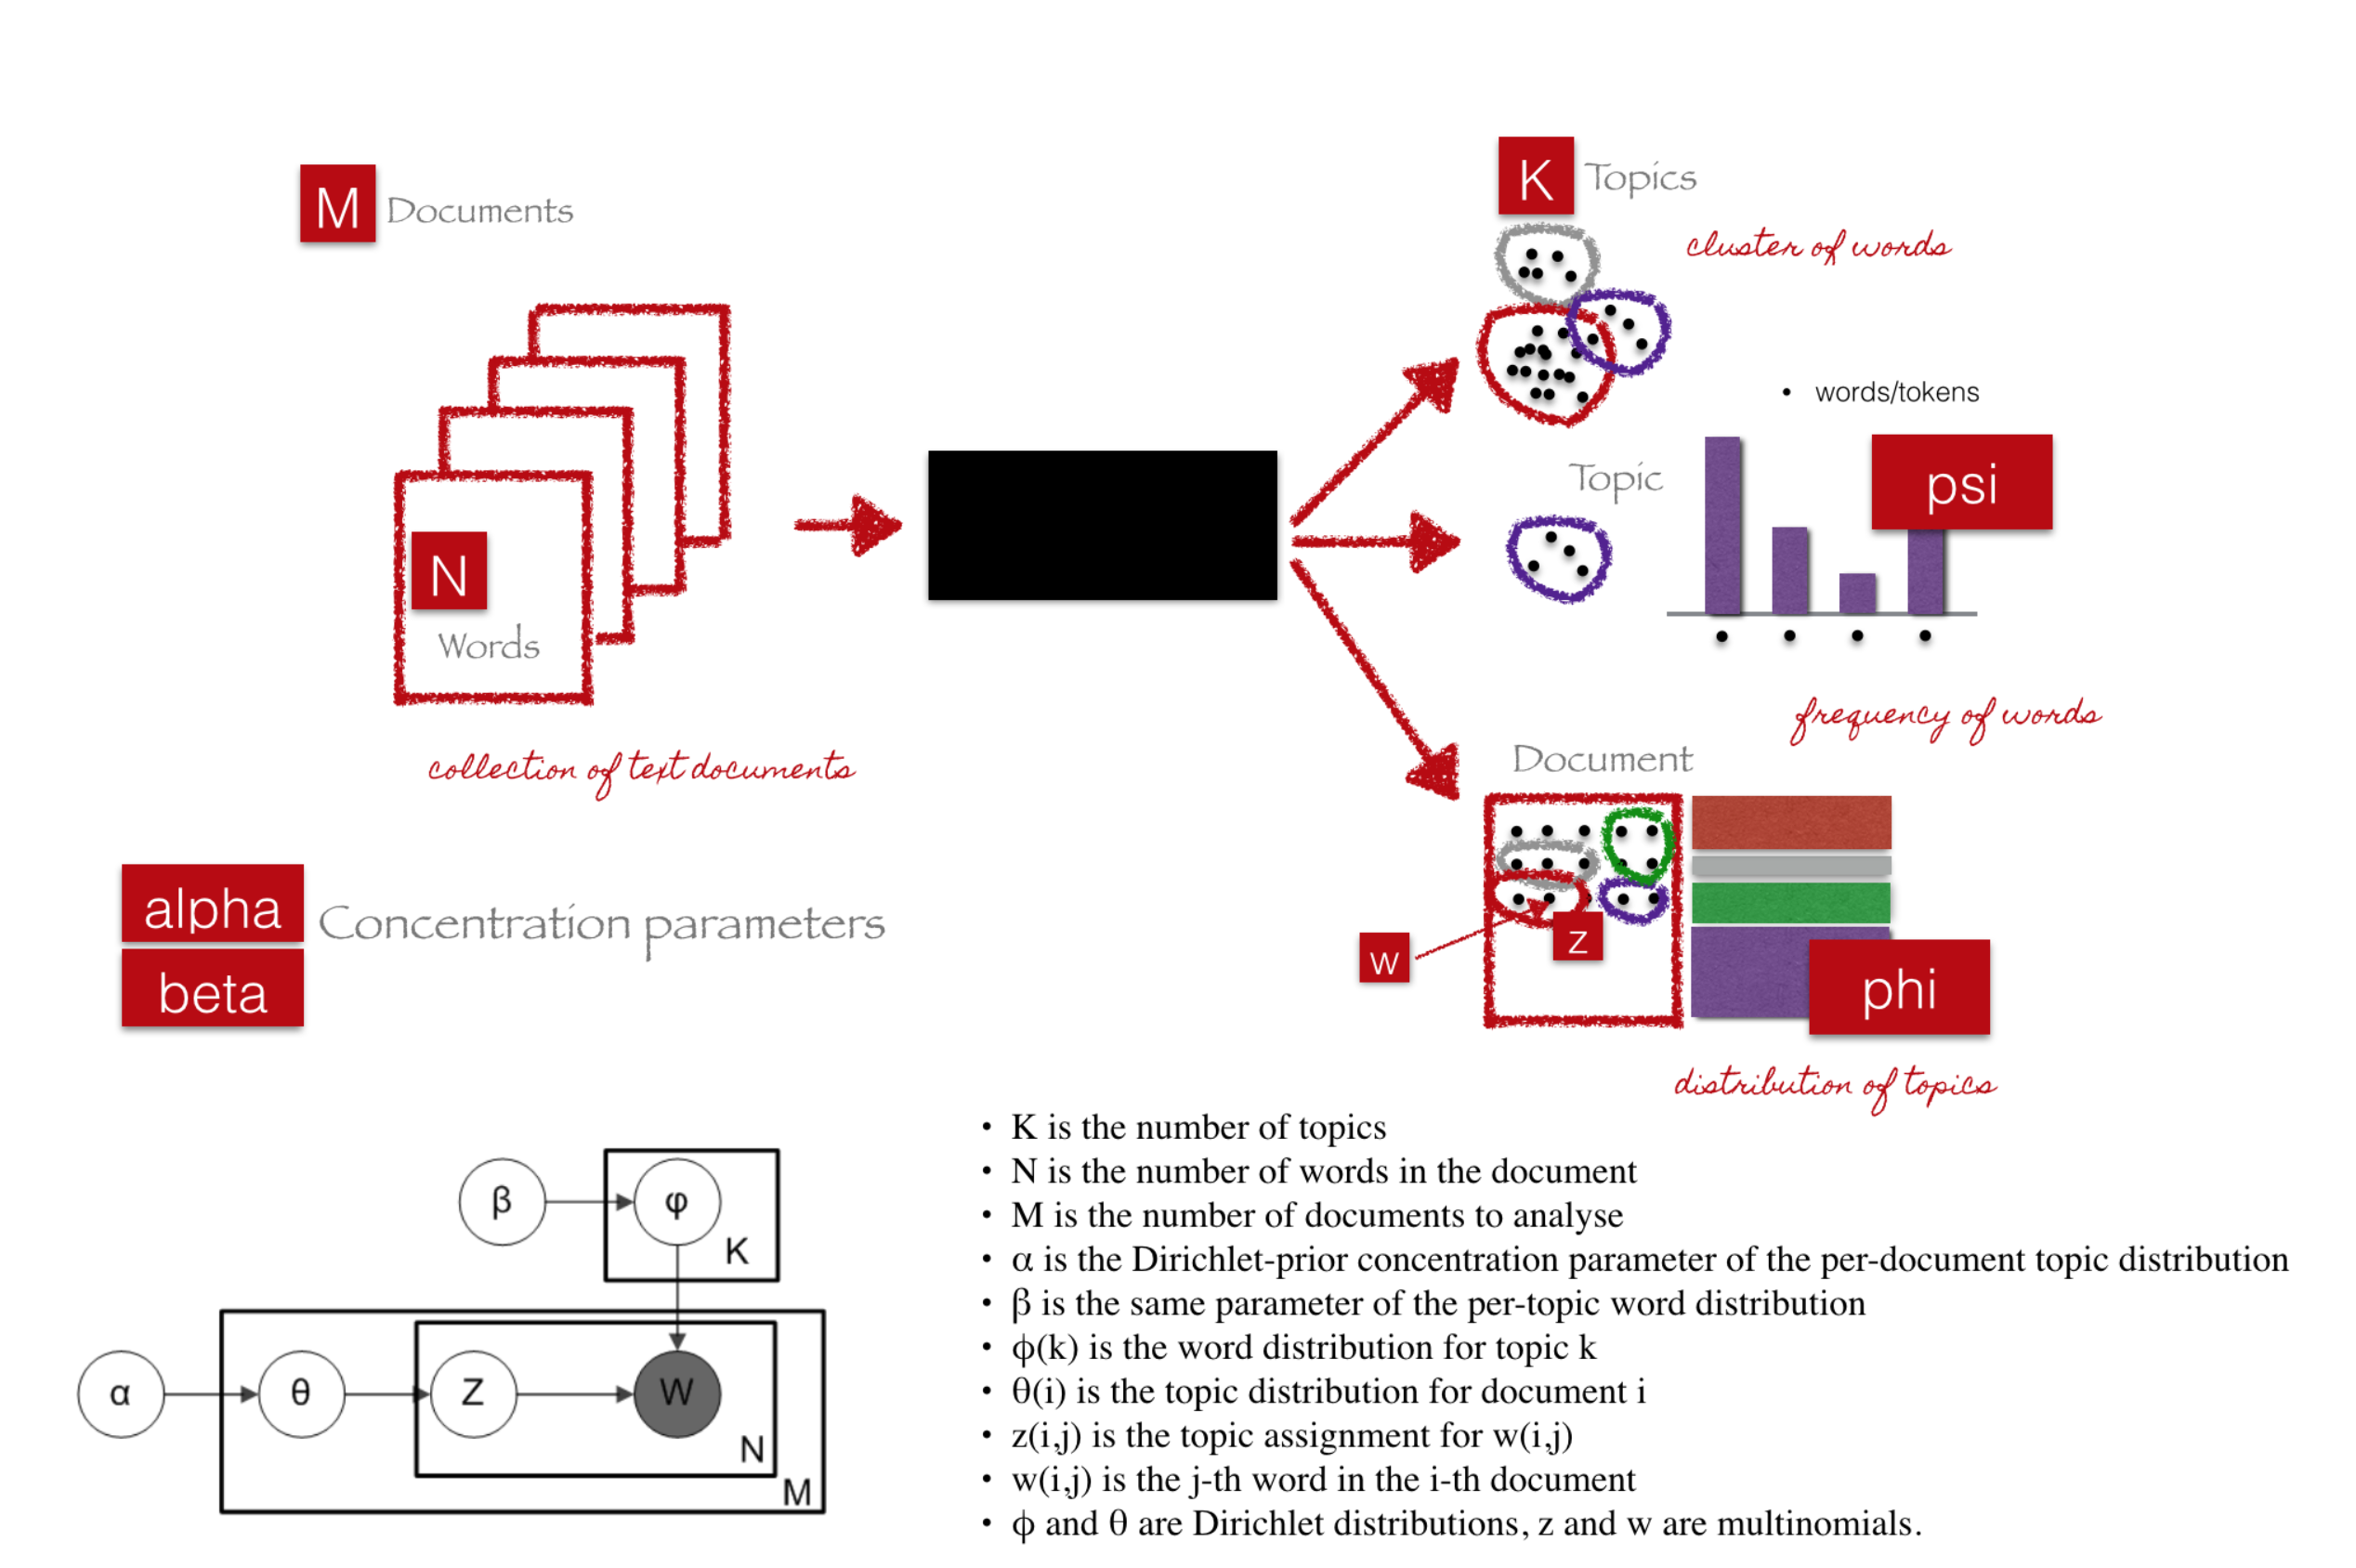 M Documents
N
Words
collection of text documents
K Topics
cluster of words
• words/tokens
Topic
psi
frequency of words
Document
w
z
phi
distribution of topics
alpha
beta
Concentration parameters
β
φ
K
α
θ
Z
W
N
M
• K is the number of topics
• N is the number of words in the document
• M is the number of documents to analyse
• α is the Dirichlet-prior concentration parameter of the per-document topic distribution
• β is the same parameter of the per-topic word distribution
• ϕ(k) is the word distribution for topic k
• θ(i) is the topic distribution for document i
• z(i,j) is the topic assignment for w(i,j)
• w(i,j) is the j-th word in the i-th document
• ϕ and θ are Dirichlet distributions, z and w are multinomials.